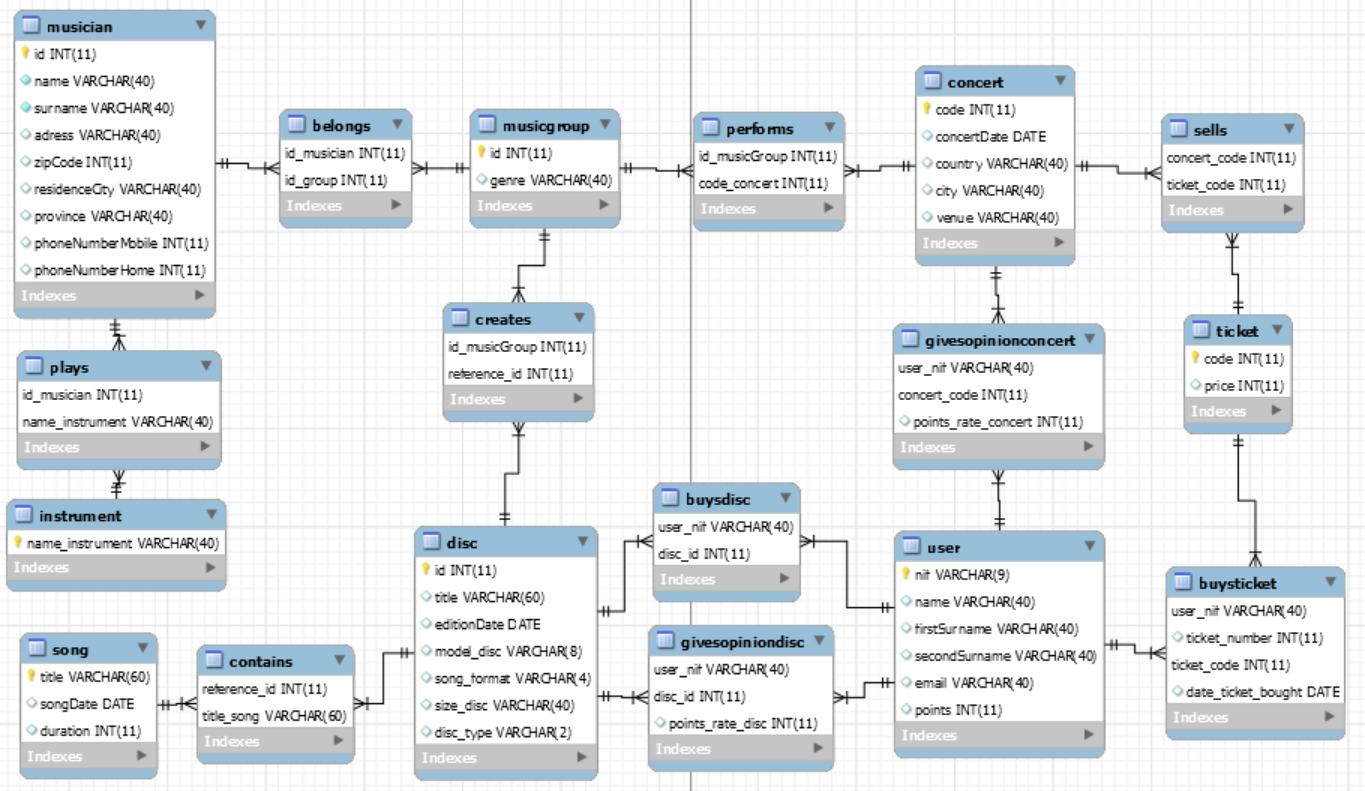 musician
id INT(11)
name VARCHAR(40)
surname VARCHAR(40)
adress VARCHAR(40)
zipCode INT(11)
residenceCity VARCHAR(40)
province VARCHAR(40)
phoneNumberMobile INT(11)
phoneNumberHome INT(11)
Indexes
belongs
id_musician INT(11)
id_group INT(11)
Indexes
musicgroup
id INT(11)
genre VARCHAR(40)
Indexes
performs
id_musicGroup INT(11)
code_concert INT(11)
Indexes
concert
code INT(11)
concertDate DATE
country VARCHAR(40)
city VARCHAR(40)
venue VARCHAR(40)
Indexes
sells
concert_code INT(11)
ticket_code INT(11)
Indexes
plays
id_musician INT(11)
name_instrument VARCHAR(40)
Indexes
creates
id_musicGroup INT(11)
reference_id INT(11)
Indexes
givesopinionconcert
user_nif VARCHAR(40)
concert_code INT(11)
points_rate_concert INT(11)
Indexes
ticket
code INT(11)
price INT(11)
Indexes
instrument
name_instrument VARCHAR(40)
Indexes
disc
id INT(11)
title VARCHAR(60)
editionDate DATE
model_disc VARCHAR(8)
song_format VARCHAR(4)
size_disc VARCHAR(40)
disc_type VARCHAR(2)
Indexes
buysdisc
user_nif VARCHAR(40)
disc_id INT(11)
Indexes
user
nif VARCHAR(9)
name VARCHAR(40)
firstSurname VARCHAR(40)
secondSurname VARCHAR(40)
email VARCHAR(40)
points INT(11)
Indexes
buysticket
user_nif VARCHAR(40)
ticket_number INT(11)
ticket_code INT(11)
date_ticket_bought DATE
Indexes
song
title VARCHAR(60)
songDate DATE
duration INT(11)
Indexes
contains
reference_id INT(11)
title_song VARCHAR(60)
Indexes
givesopiniondisc
user_nif VARCHAR(40)
disc_id INT(11)
points_rate_disc INT(11)
Indexes